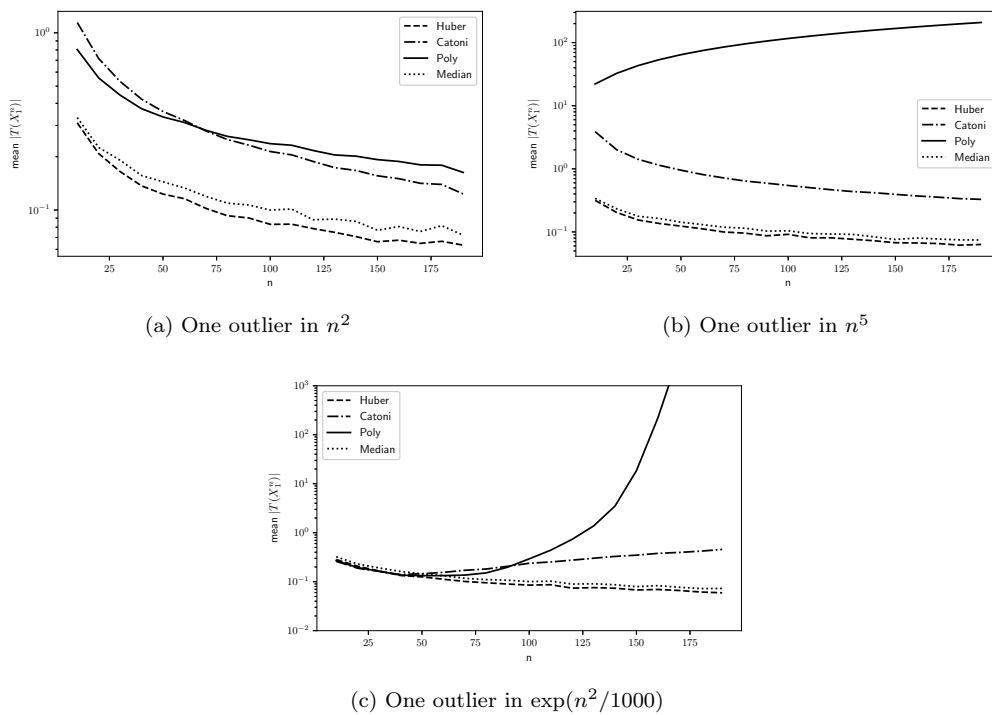 10^0
10^{-1}
mean |T(X_1^n)|
Huber
Catoni
Poly
Median
25 50 75 100 125 150 175
n
(a) One outlier in n^2
10^2
10^1
10^0
10^{-1}
mean |T(X_1^n)|
Huber
Catoni
Poly
Median
25 50 75 100 125 150 175
n
(b) One outlier in n^5
10^3
10^2
10^1
10^0
10^{-1}
10^{-2}
mean |T(X_1^n)|
Huber
Catoni
Poly
Median
25 50 75 100 125 150 175
n
(c) One outlier in exp(n^2/1000)